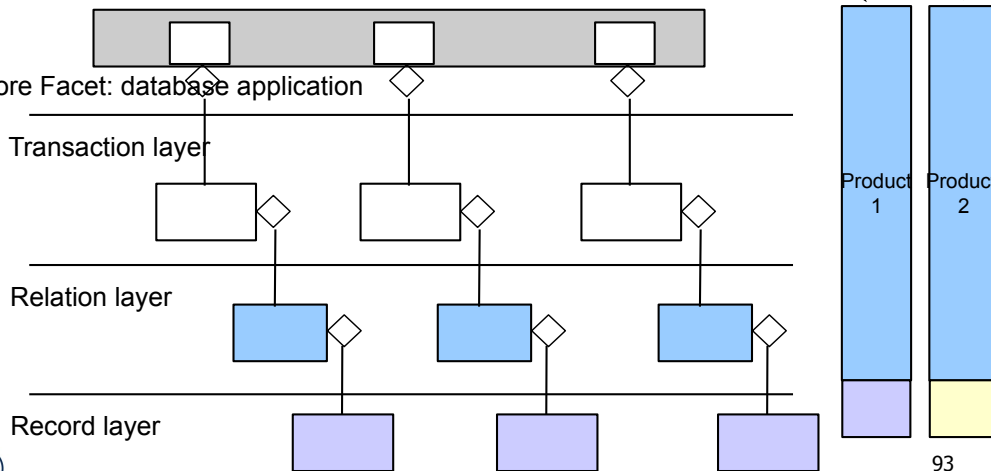 ore Facet: database application
Transaction layer
Relation layer
Record layer
Product
1
Produc
2
93